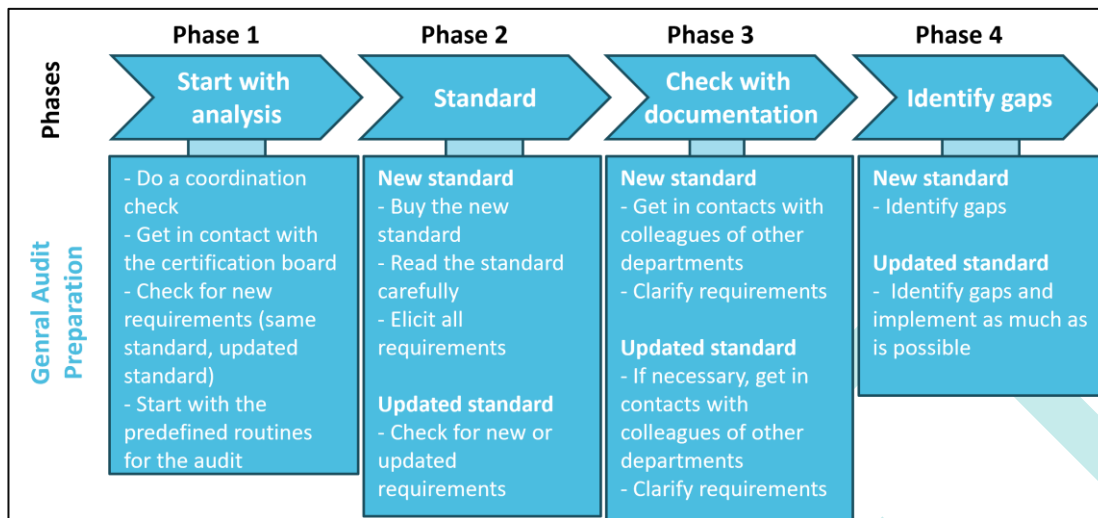 Phase 1
Phase 2
Phase 3
Phase 4
Phases
Start with
analysis
Standard
Check with
documentation
Identify gaps
Genral Audit
Preparation
- Do a coordination
check
- Get in contact with
the certification board
- Check for new
requirements (same
standard, updated
standard)
- Start with the
predefined routines
for the audit
New standard
- Buy the new
standard
- Read the standard
carefully
- Elicit all
requirements
Updated standard
- Check for new or
updated
requirements
New standard
- Get in contacts with
colleagues of other
departments
- Clarify requirements
Updated standard
- If necessary, get in
contacts with
colleagues of other
departments
- Clarify requirements
New standard
- Identify gaps
Updated standard
- Identify gaps and
implement as much as
is possible